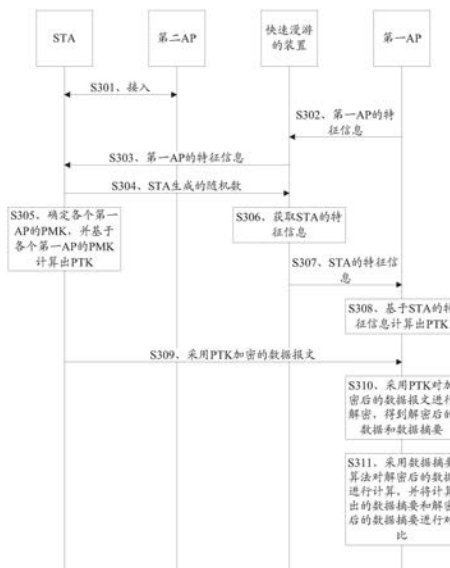 STA
第二AP
快速漫游
的装置
第一AP
S301、接入
S302、第一AP的特
征信息
S303、第一AP的特征信息
S304、STA生成的随机数
S305、确定各个第一
AP的PMK,并基于
各个第一AP的PMK
计算出PTK
S306、获取STA的特
征信息
S307、STA的特征信
息
S308、基于STA的特
征信息计算出PTK
S309、采用PTK加密的数据报文
S310、采用PTK对加
密后的数据报文进行
解密,得到解密后的
数据和数据摘要
S311、采用数据摘要
算法对解密后的数据
进行计算,并将计算
出的数据摘要和解密
后的数据摘要进行对
比